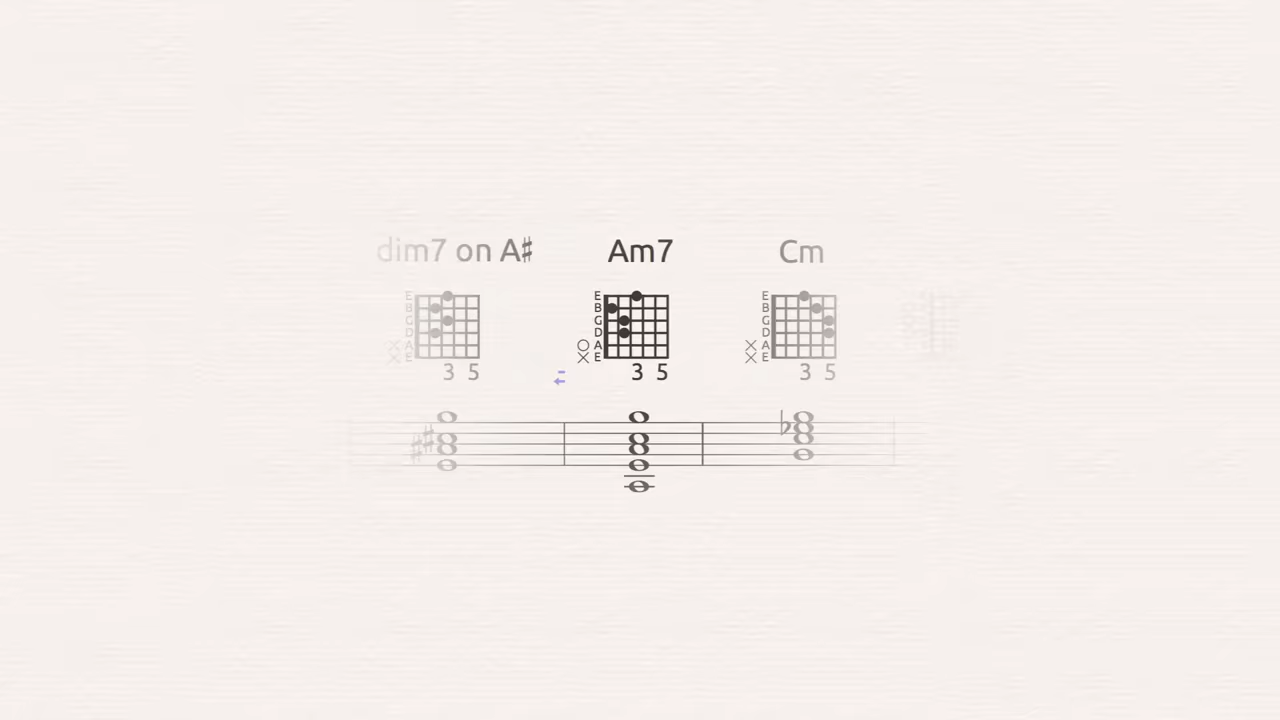 dim7 on A♯ Am7 Cm
E E E
B B B
G G G
D D D
× A ○ A × A
× E × E × E
3 5 3 5 3 5